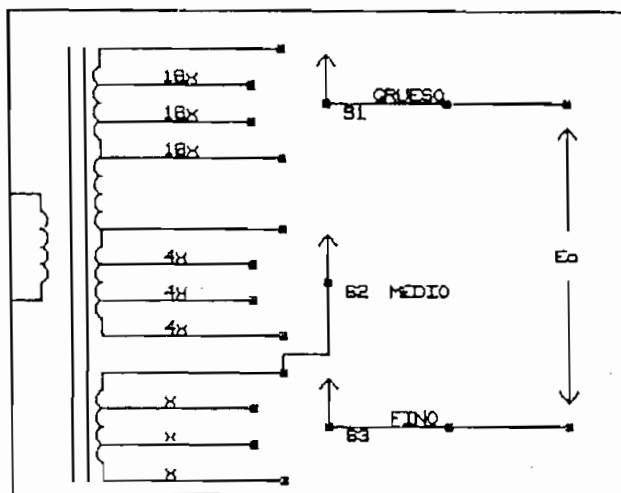 16X
GRUESO
S1
16X
16X
4X
Eo
4X
S2 MEDIO
4X
X
FINO
X
S3
X